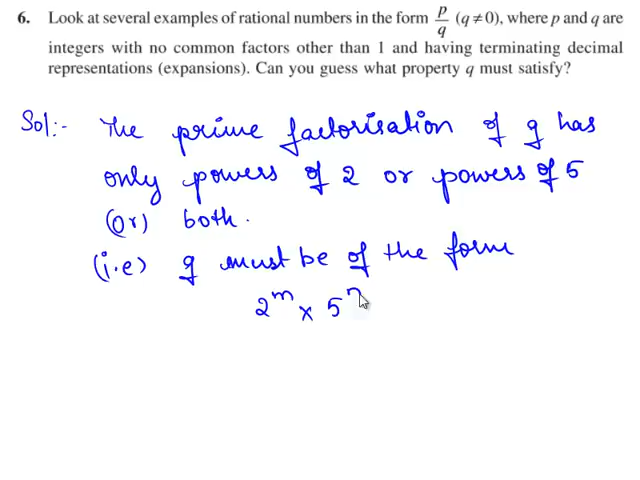 6. Look at several examples of rational numbers in the form p/q (q ≠ 0), where p and q are
integers with no common factors other than 1 and having terminating decimal
representations (expansions). Can you guess what property q must satisfy?
Sol:- The prime factorisation of q has
only powers of 2 or powers of 5
(or) both.
(i.e) q must be of the form
2^m × 5^n